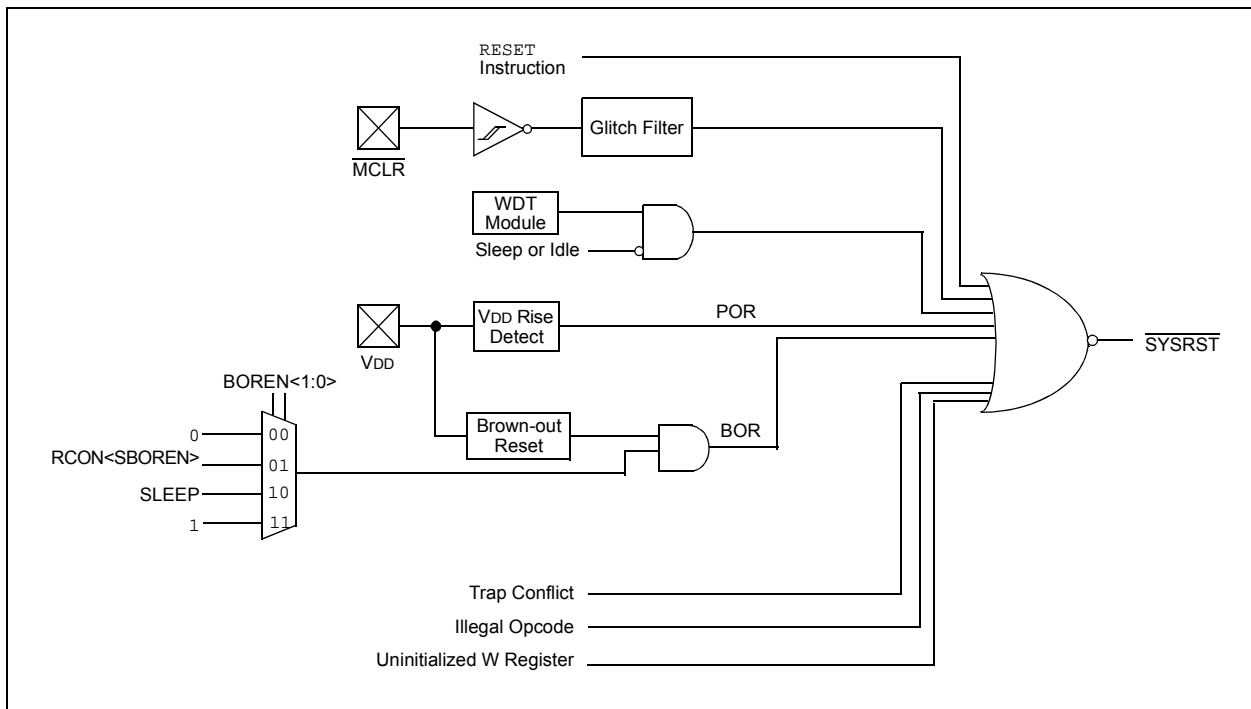 RESET
Instruction
Glitch Filter
MCLR
WDT
Module
Sleep or Idle
VDD
VDD Rise
Detect
POR
SYSRST
BOREN<1:0>
Brown-out
Reset
BOR
0
00
RCON<SBOREN>
01
SLEEP
10
1
11
Trap Conflict
Illegal Opcode
Uninitialized W Register